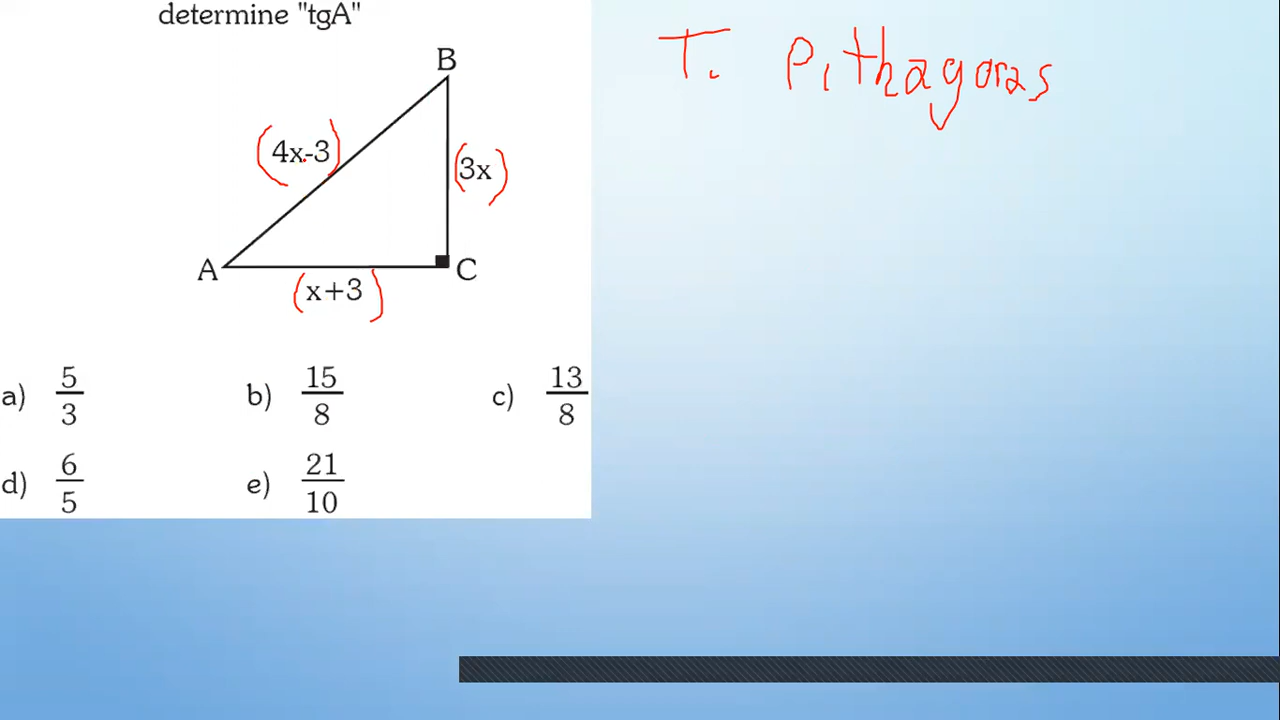 determine "tgA"
T. Pithagoras
B
(4x-3)
(3x)
A
C
(x+3)
a) 5/3 b) 15/8 c) 13/8
d) 6/5 e) 21/10